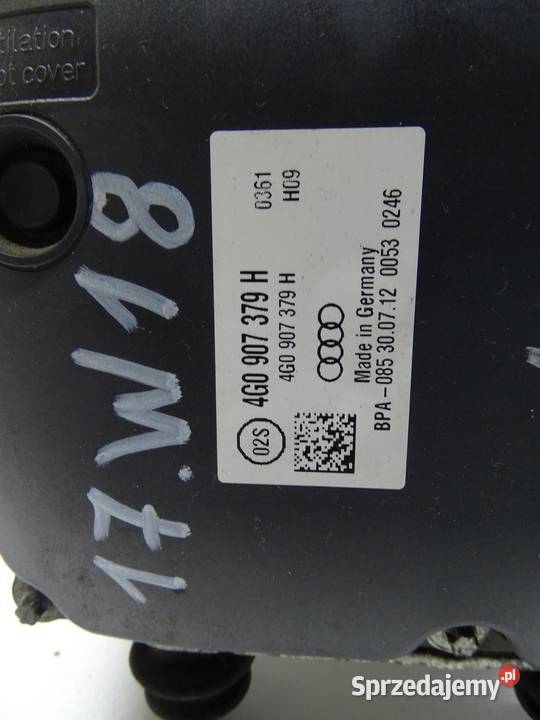 tilation
ot cover
17.W18
02S
4G0 907 379 H
0361
4G0 907 379 H
H09
Made in Germany
BPA-085 30.07.12 0053 0246
Sprzedajemy.pl